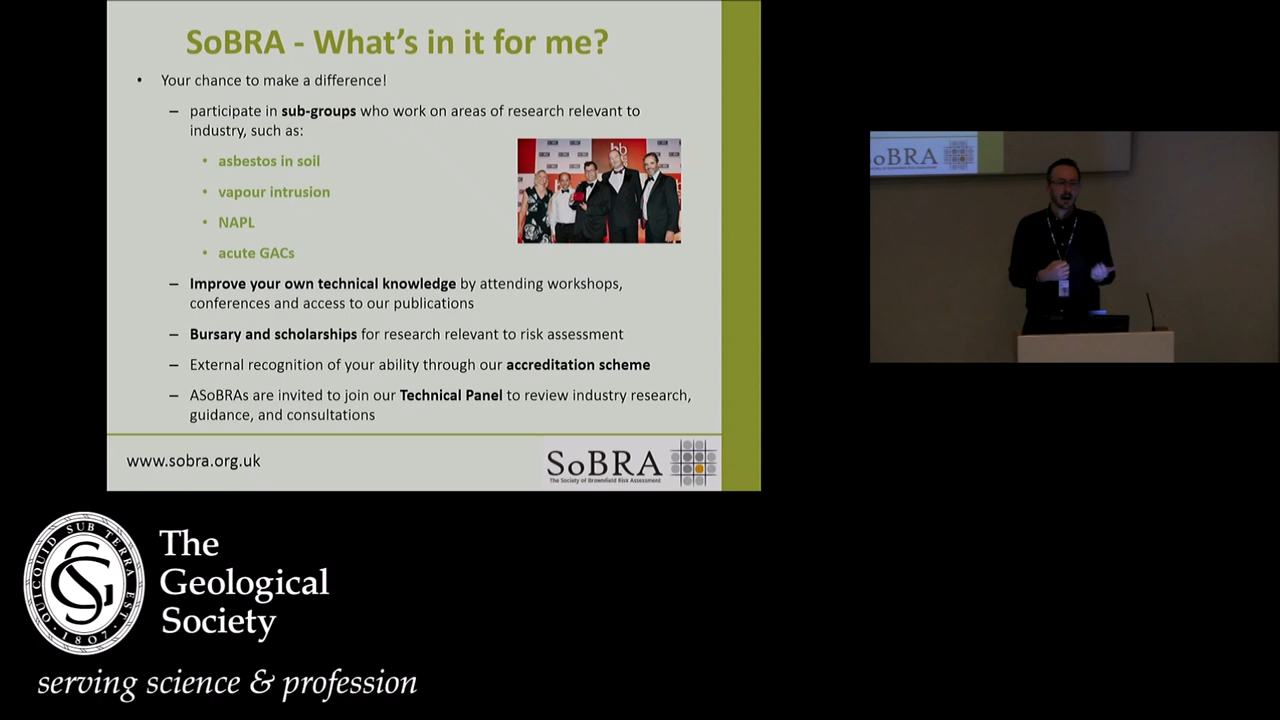 SoBRA - What's in it for me?
• Your chance to make a difference!
– participate in sub-groups who work on areas of research relevant to
industry, such as:
• asbestos in soil
• vapour intrusion
• NAPL
• acute GACs
– Improve your own technical knowledge by attending workshops,
conferences and access to our publications
– Bursary and scholarships for research relevant to risk assessment
– External recognition of your ability through our accreditation scheme
– ASoBRAs are invited to join our Technical Panel to review industry research,
guidance, and consultations
www.sobra.org.uk
SoBRA
The Society of Brownfield Risk Assessment
oBRA
QUICQUID SUB TERRA EST
· 1807 ·
GS
The
Geological
Society
serving science & profession